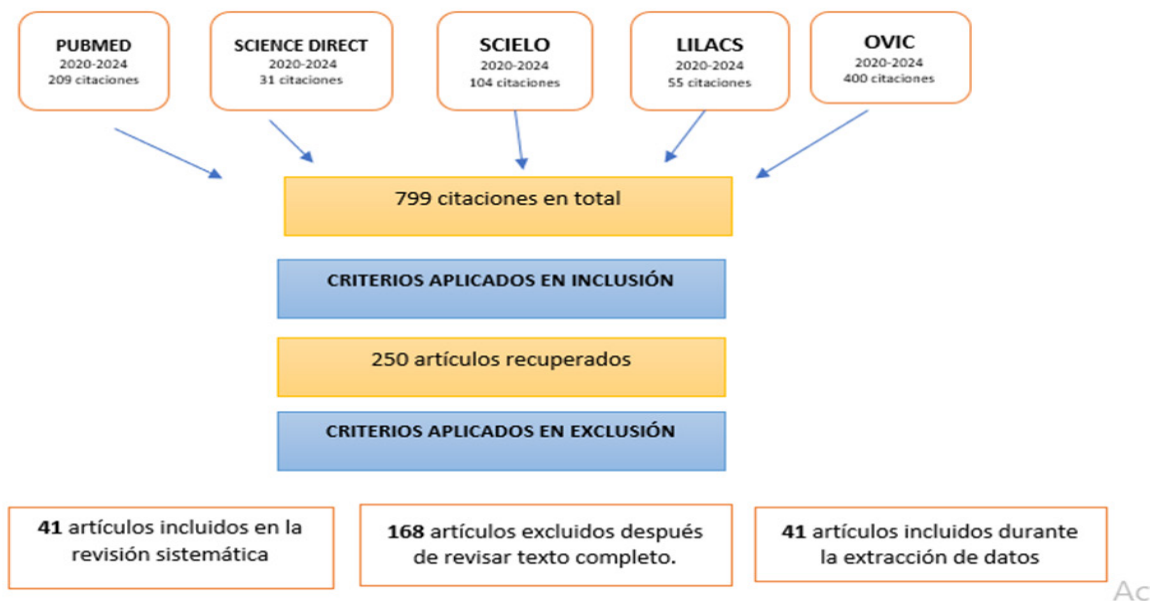 PUBMED
2020-2024
209 citaciones
SCIENCE DIRECT
2020-2024
31 citaciones
SCIELO
2020-2024
104 citaciones
LILACS
2020-2024
55 citaciones
OVIC
2020-2024
400 citaciones
799 citaciones en total
CRITERIOS APLICADOS EN INCLUSIÓN
250 artículos recuperados
CRITERIOS APLICADOS EN EXCLUSIÓN
41 artículos incluidos en la
revisión sistemática
168 artículos excluidos después
de revisar texto completo.
41 artículos incluidos durante
la extracción de datos
Ac